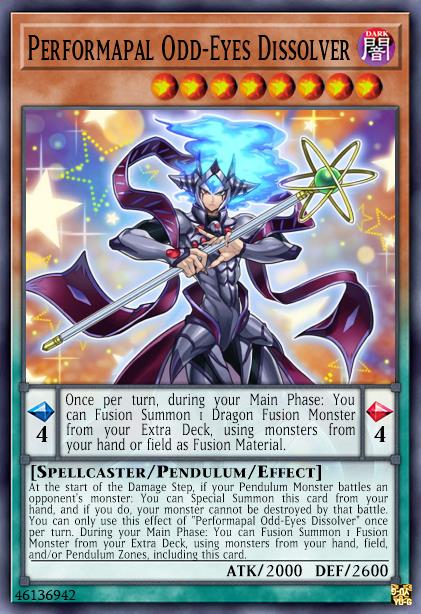 Performapal Odd-Eyes Dissolver
DARK
闇
Once per turn, during your Main Phase: You
can Fusion Summon 1 Dragon Fusion Monster
from your Extra Deck, using monsters from
your hand or field as Fusion Material.
4
4
[Spellcaster/Pendulum/Effect]
At the start of the Damage Step, if your Pendulum Monster battles an
opponent's monster: You can Special Summon this card from your
hand, and if you do, your monster cannot be destroyed by that battle.
You can only use this effect of "Performapal Odd-Eyes Dissolver" once
per turn. During your Main Phase: You can Fusion Summon 1 Fusion
Monster from your Extra Deck, using monsters from your hand, field,
and/or Pendulum Zones, including this card.
ATK/2000 DEF/2600
46136942